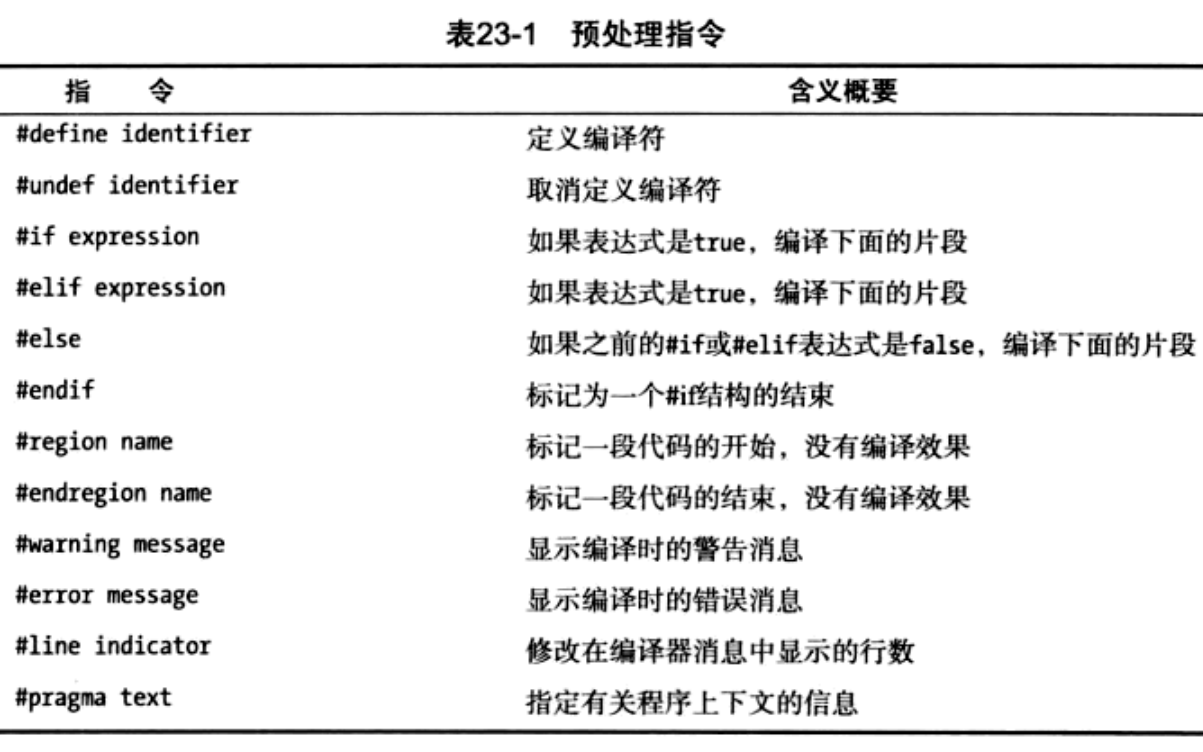 表23-1 预处理指令
指 令 含义概要
#define identifier 定义编译符
#undef identifier 取消定义编译符
#if expression 如果表达式是true，编译下面的片段
#elif expression 如果表达式是true，编译下面的片段
#else 如果之前的#if或#elif表达式是false，编译下面的片段
#endif 标记为一个#if结构的结束
#region name 标记一段代码的开始，没有编译效果
#endregion name 标记一段代码的结束，没有编译效果
#warning message 显示编译时的警告消息
#error message 显示编译时的错误消息
#line indicator 修改在编译器消息中显示的行数
#pragma text 指定有关程序上下文的信息